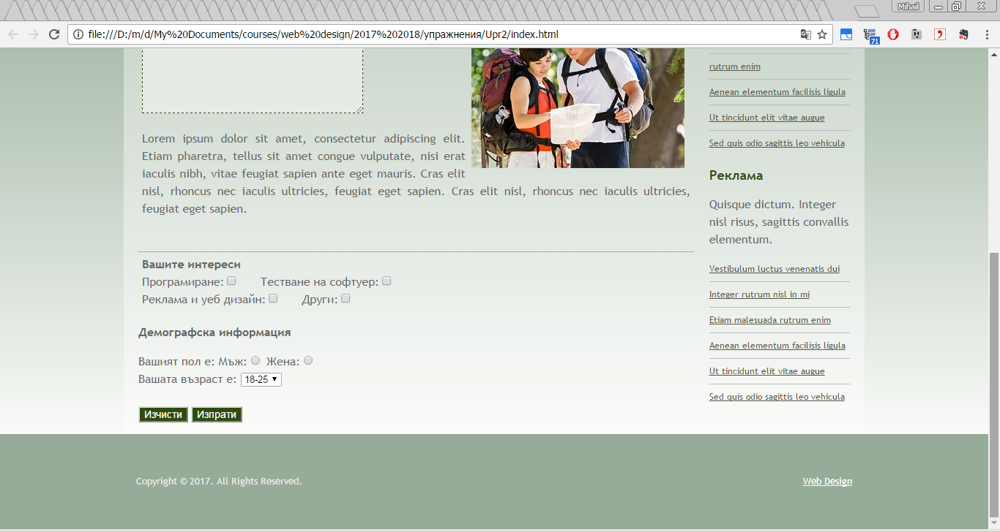 Mihail
file:///D:/m/d/My%20Documents/courses/web%20design/2017%202018/упражнения/Upr2/index.html
71
Lorem ipsum dolor sit amet, consectetur adipiscing elit.
Etiam pharetra, tellus sit amet congue vulputate, nisi erat
iaculis nibh, vitae feugiat sapien ante eget mauris. Cras elit
nisl, rhoncus nec iaculis ultricies, feugiat eget sapien. Cras elit nisl, rhoncus nec iaculis ultricies,
feugiat eget sapien.
Вашите интереси
Програмиране: Тестване на софтуер:
Реклама и уеб дизайн: Други:
Демографска информация
Вашият пол е: Мъж: Жена:
Вашата възраст е: 18-25
Изчисти Изпрати
rutrum enim
Aenean elementum facilisis ligula
Ut tincidunt elit vitae augue
Sed quis odio sagittis leo vehicula
Реклама
Quisque dictum. Integer
nisl risus, sagittis convallis
elementum.
Vestibulum luctus venenatis dui
Integer rutrum nisl in mi
Etiam malesuada rutrum enim
Aenean elementum facilisis ligula
Ut tincidunt elit vitae augue
Sed quis odio sagittis leo vehicula
Copyright © 2017. All Rights Reserved.
Web Design